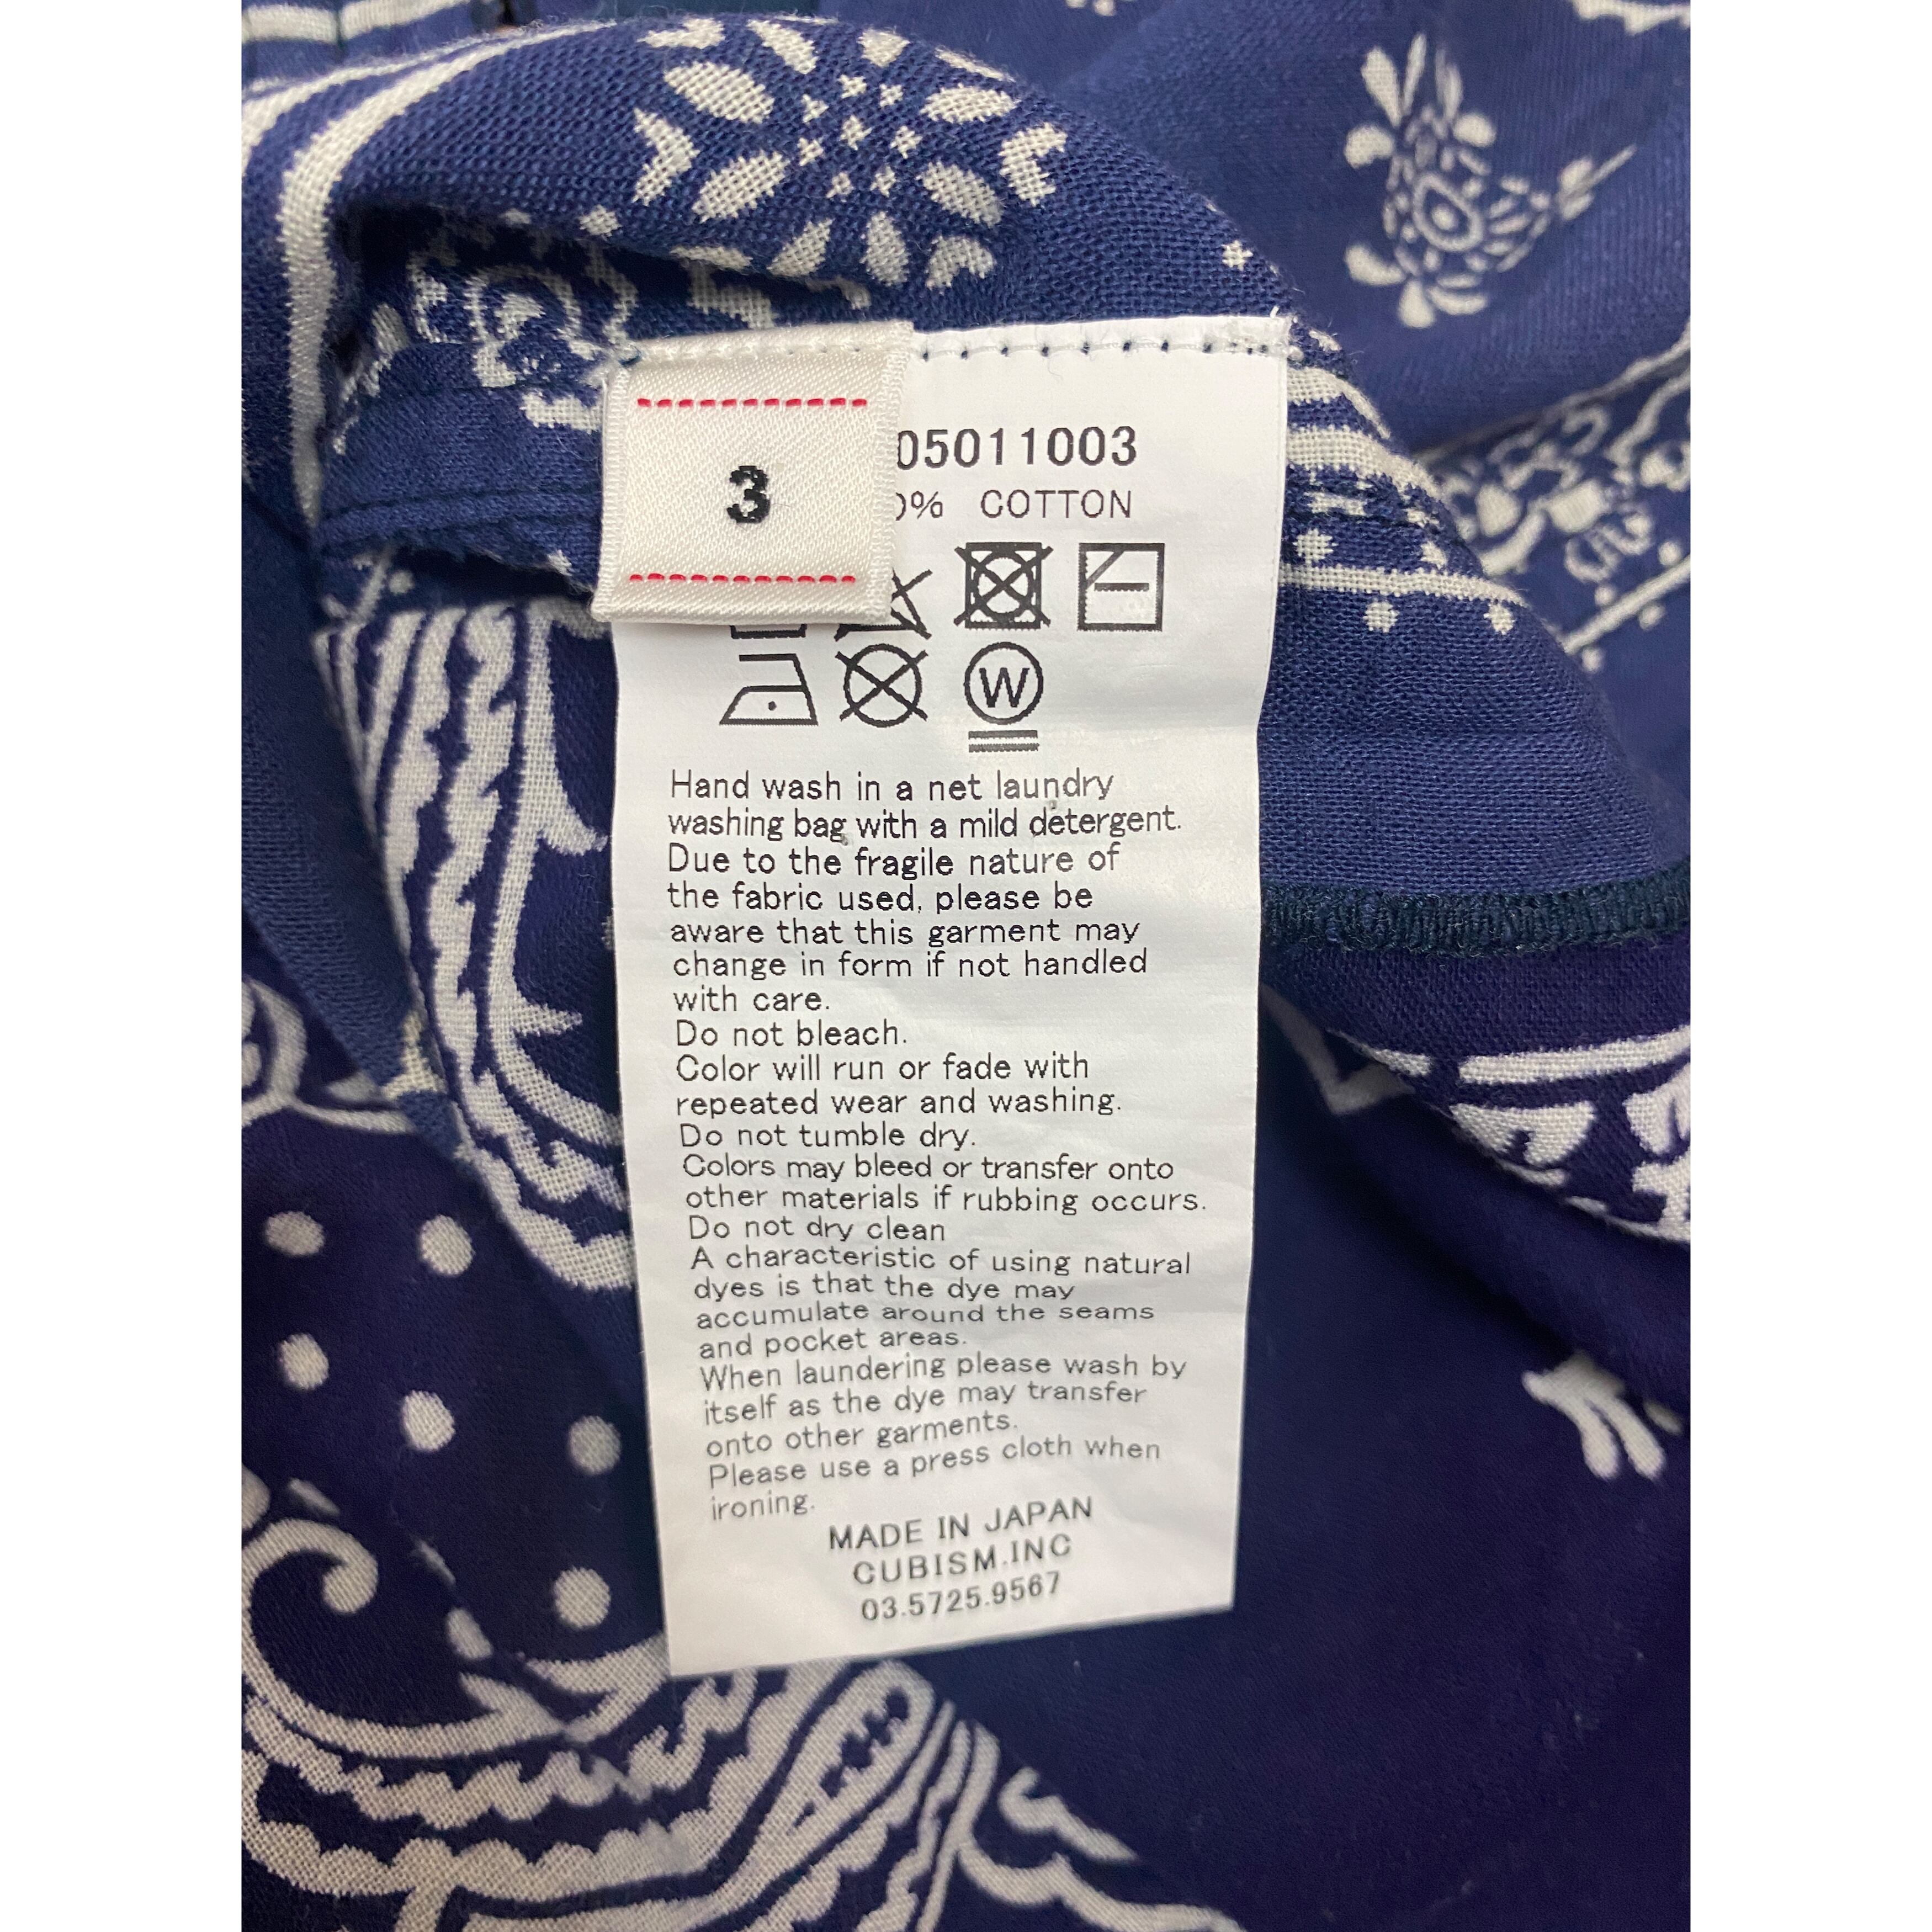 3
05011003
0% COTTON
W
Hand wash in a net laundry
washing bag with a mild detergent.
Due to the fragile nature of
the fabric used, please be
aware that this garment may
change in form if not handled
with care.
Do not bleach.
Color will run or fade with
repeated wear and washing.
Do not tumble dry.
Colors may bleed or transfer onto
other materials if rubbing occurs.
Do not dry clean
A characteristic of using natural
dyes is that the dye may
accumulate around the seams
and pocket areas.
When laundering please wash by
itself as the dye may transfer
onto other garments.
Please use a press cloth when
ironing.
MADE IN JAPAN
CUBISM.INC
03.5725.9567